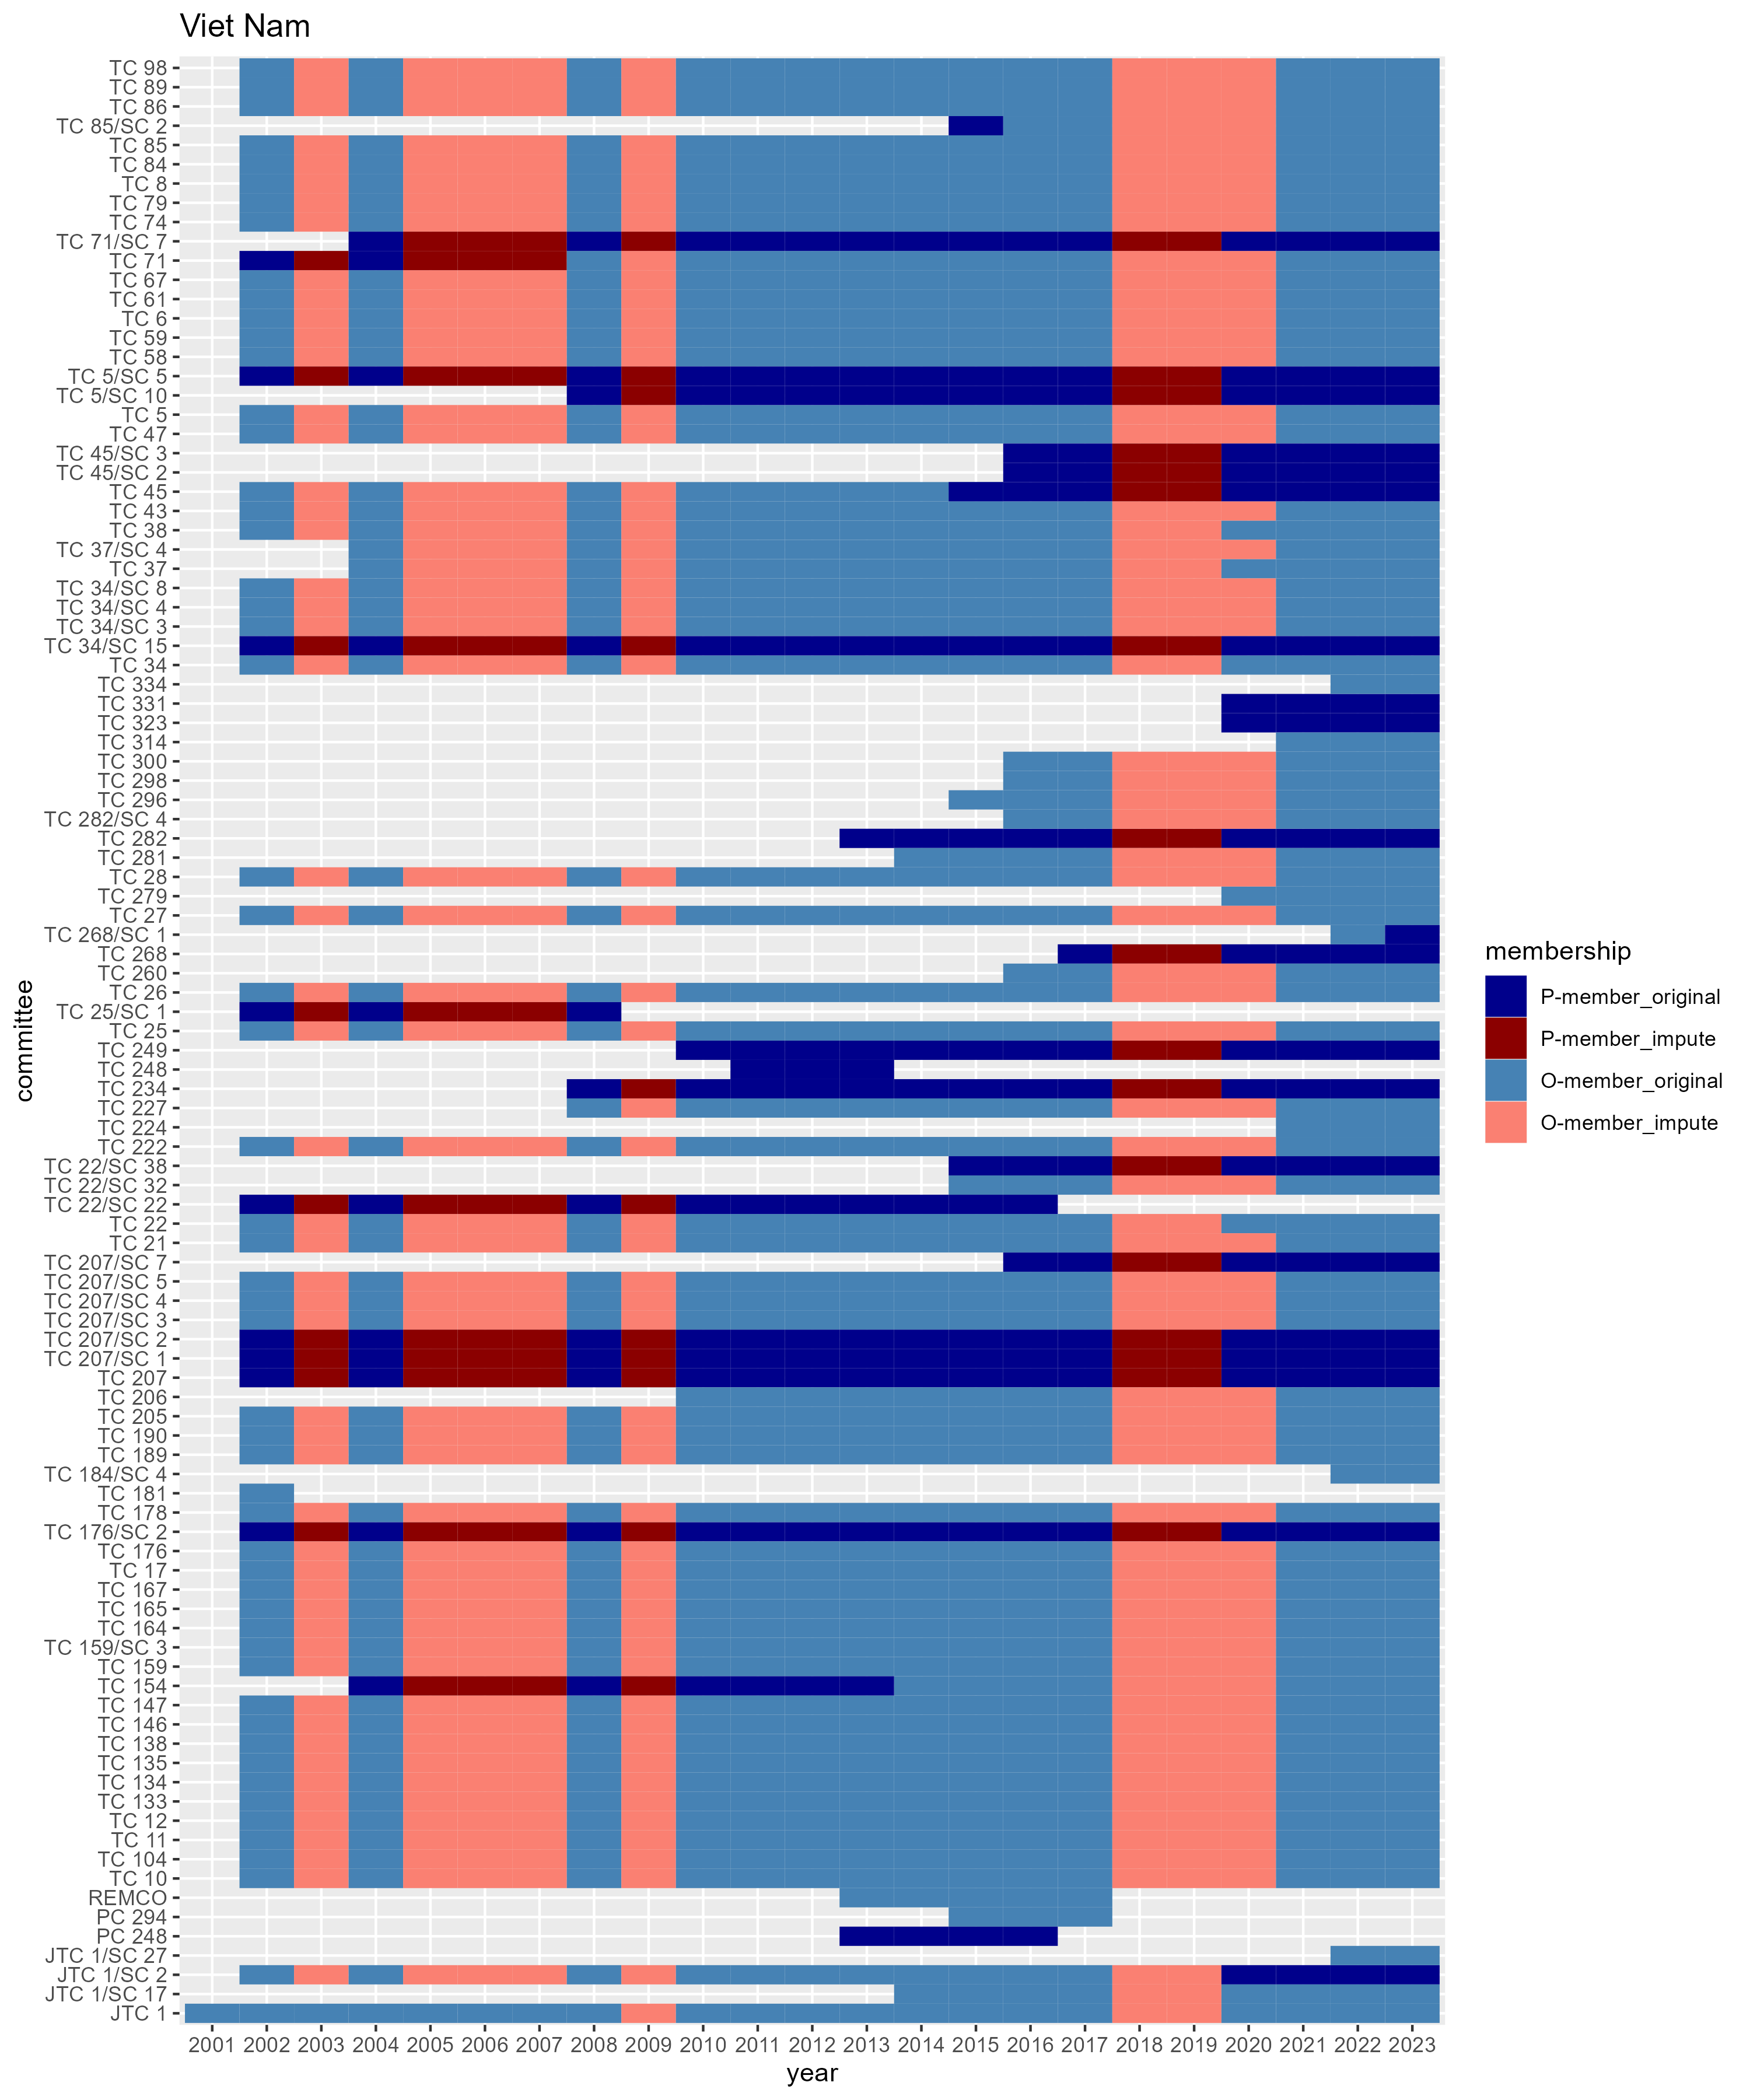 Viet Nam
TC 98
TC 89
TC 86
TC 85/SC 2
TC 85
TC 84
TC 8
TC 79
TC 74
TC 71/SC 7
TC 71
TC 67
TC 61
TC 6
TC 59
TC 58
TC 5/SC 5
TC 5/SC 10
TC 5
TC 47
TC 45/SC 3
TC 45/SC 2
TC 45
TC 43
TC 38
TC 37/SC 4
TC 37
TC 34/SC 8
TC 34/SC 4
TC 34/SC 3
TC 34/SC 15
TC 34
TC 334
TC 331
TC 323
TC 314
TC 300
TC 298
TC 296
TC 282/SC 4
TC 282
TC 281
TC 28
TC 279
TC 27
TC 268/SC 1
TC 268
TC 260
TC 26
TC 25/SC 1
TC 25
TC 249
TC 248
TC 234
TC 227
TC 224
TC 222
TC 22/SC 38
TC 22/SC 32
TC 22/SC 22
TC 22
TC 21
TC 207/SC 7
TC 207/SC 5
TC 207/SC 4
TC 207/SC 3
TC 207/SC 2
TC 207/SC 1
TC 207
TC 206
TC 205
TC 190
TC 189
TC 184/SC 4
TC 181
TC 178
TC 176/SC 2
TC 176
TC 17
TC 167
TC 165
TC 164
TC 159/SC 3
TC 159
TC 154
TC 147
TC 146
TC 138
TC 135
TC 134
TC 133
TC 12
TC 11
TC 104
TC 10
REMCO
PC 294
PC 248
JTC 1/SC 27
JTC 1/SC 2
JTC 1/SC 17
JTC 1
committee
2001 2002 2003 2004 2005 2006 2007 2008 2009 2010 2011 2012 2013 2014 2015 2016 2017 2018 2019 2020 2021 2022 2023
year
membership
P-member_original
P-member_impute
O-member_original
O-member_impute